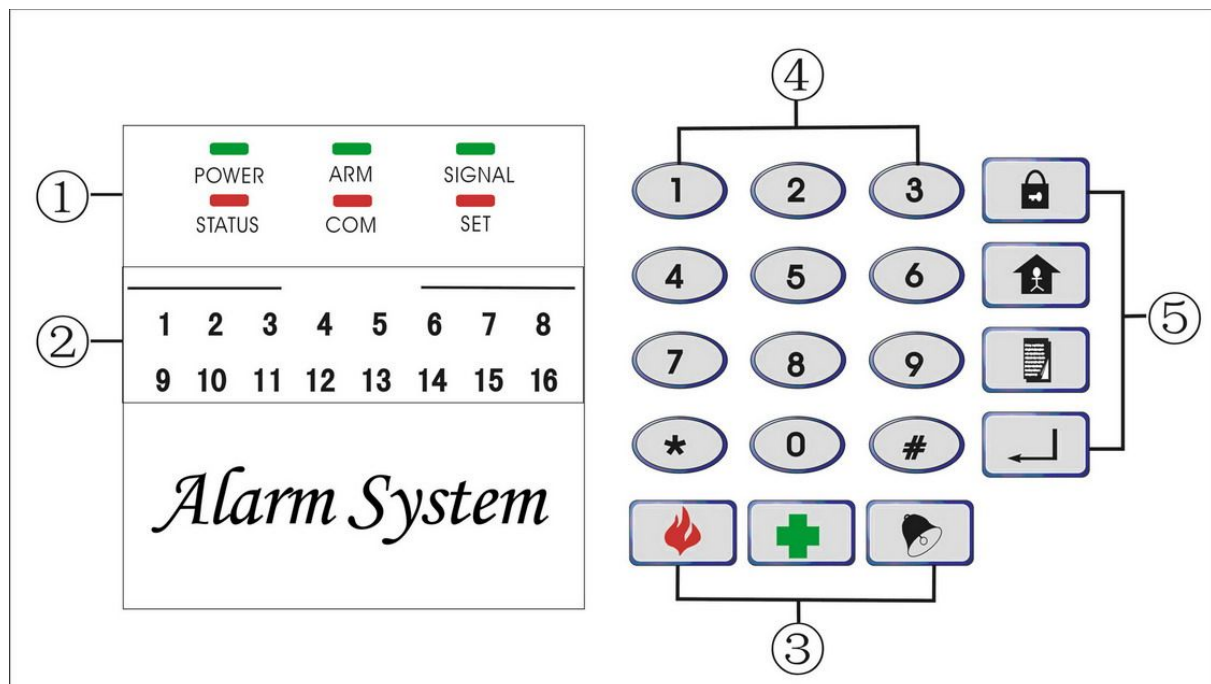 ④
POWER ARM SIGNAL
① 1 2 3
STATUS COM SET
4 5 6
⑤
1 2 3 4 5 6 7 8
②
7 8 9
9 10 11 12 13 14 15 16
* 0 #
Alarm System
③